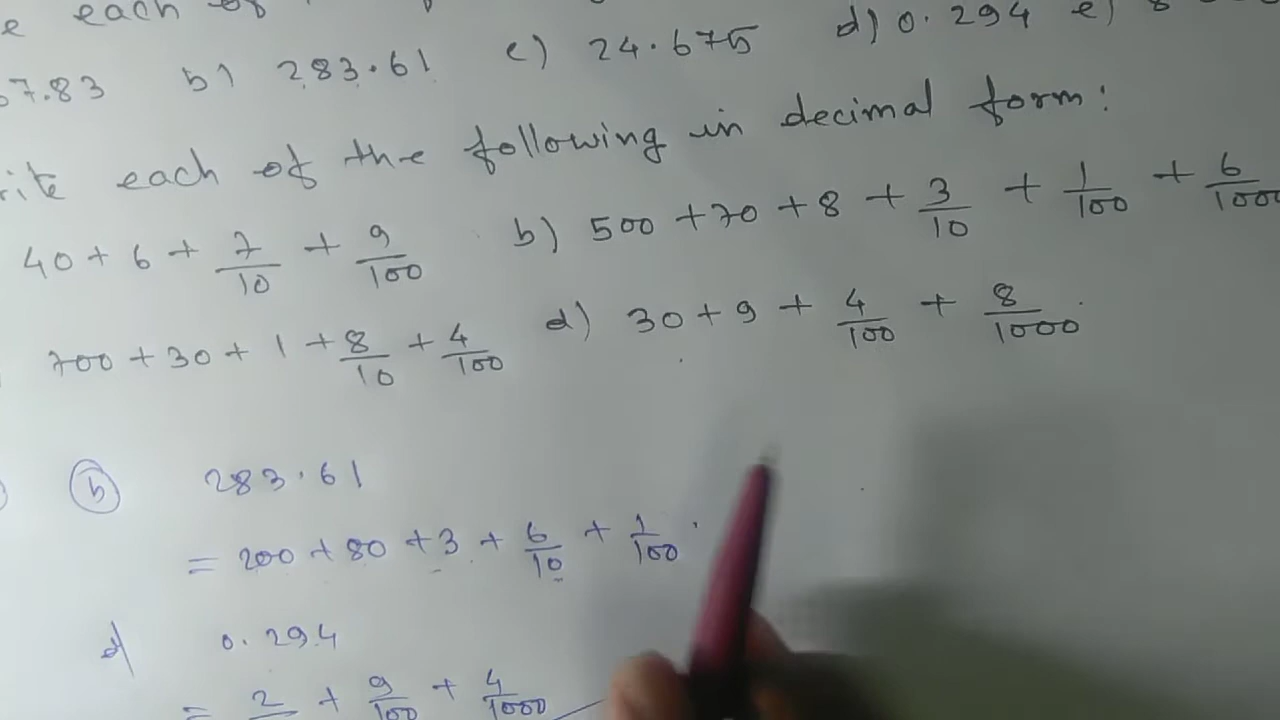 each of
7.83 b) 283.61 c) 24.675 d) 0.294 e) 8
each of the following in decimal form:
40 + 6 + 7/10 + 9/100 b) 500 + 70 + 8 + 3/10 + 1/100 + 6/1000
700 + 30 + 1 + 8/10 + 4/100 d) 30 + 9 + 4/100 + 8/1000
b 283.61
= 200 + 80 + 3 + 6/10 + 1/100
d) 0.294
= 2 + 9/100 + 4/1000